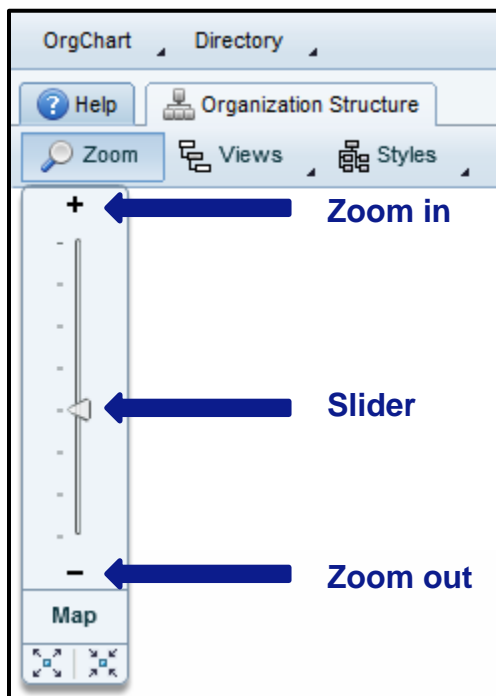 OrgChart Directory
Help Organization Structure
Zoom Views Styles
+ Zoom in
Slider
− Zoom out
Map